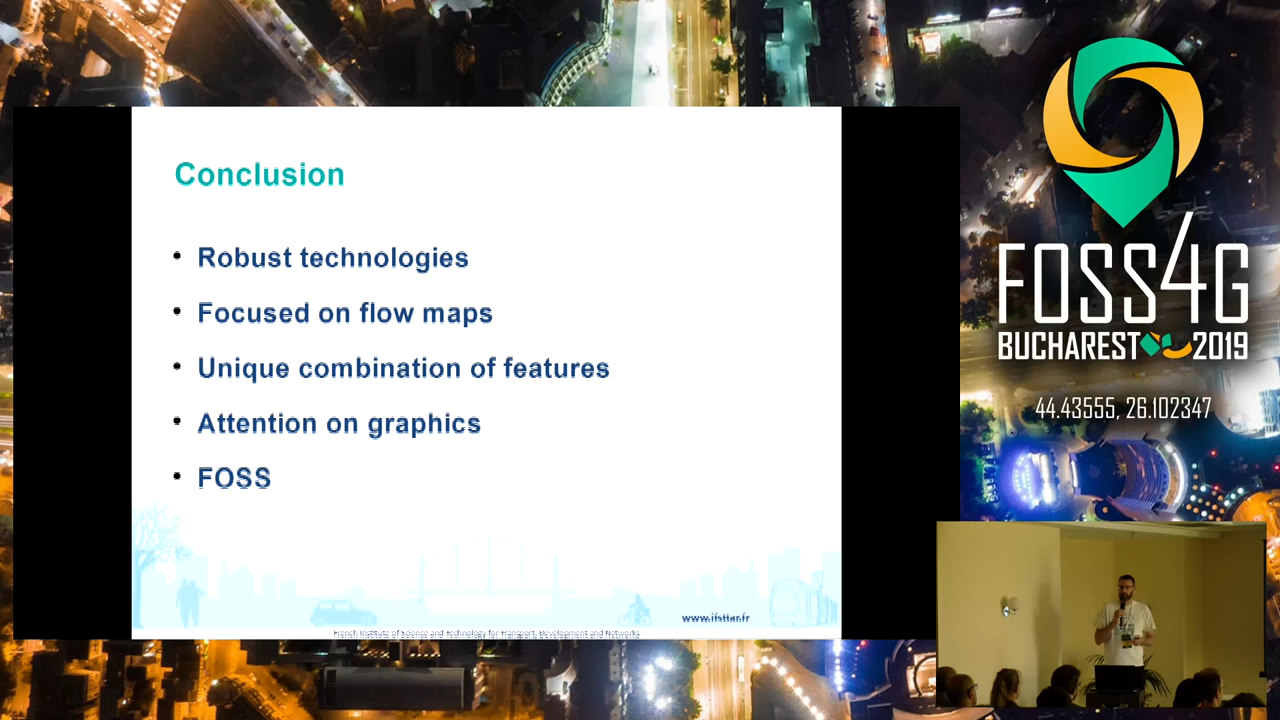 Conclusion
• Robust technologies
• Focused on flow maps
• Unique combination of features
• Attention on graphics
• FOSS
www.ifsttar.fr
French Institute of Science and Technology for Transport, Development and Networks
FOSS4G
BUCHAREST 2019
44.43555, 26.102347